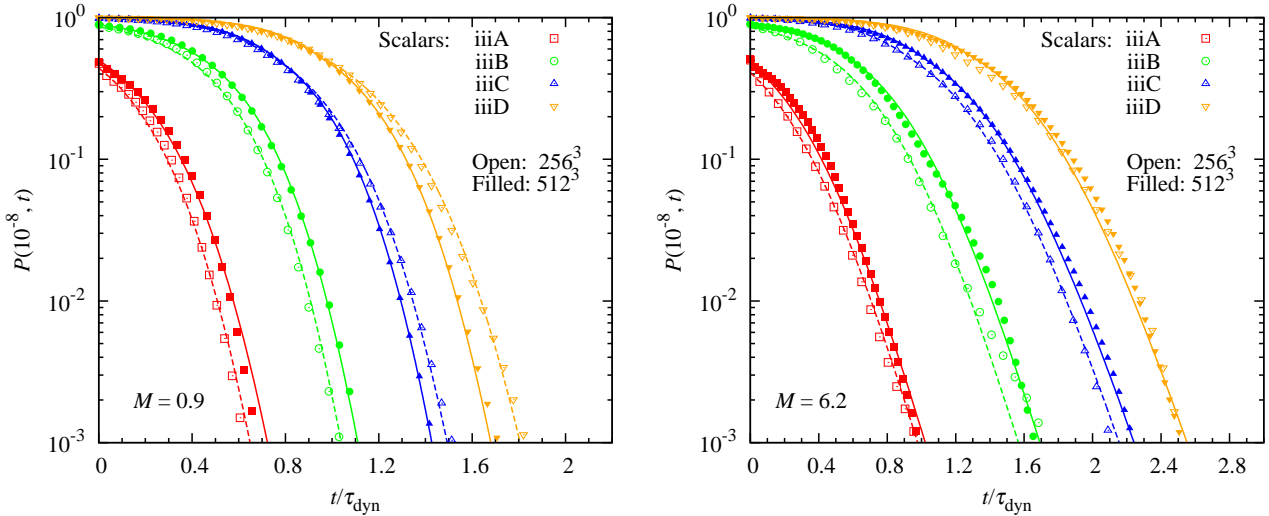 10^0
10^-1
10^-2
10^-3
P(10^-8, t)
Scalars: iiiA
iiiB
iiiC
iiiD
Open: 256^3
Filled: 512^3
M = 0.9
0 0.4 0.8 1.2 1.6 2
t/τ_dyn
10^0
10^-1
10^-2
10^-3
P(10^-8, t)
Scalars: iiiA
iiiB
iiiC
iiiD
Open: 256^3
Filled: 512^3
M = 6.2
0 0.4 0.8 1.2 1.6 2 2.4 2.8
t/τ_dyn